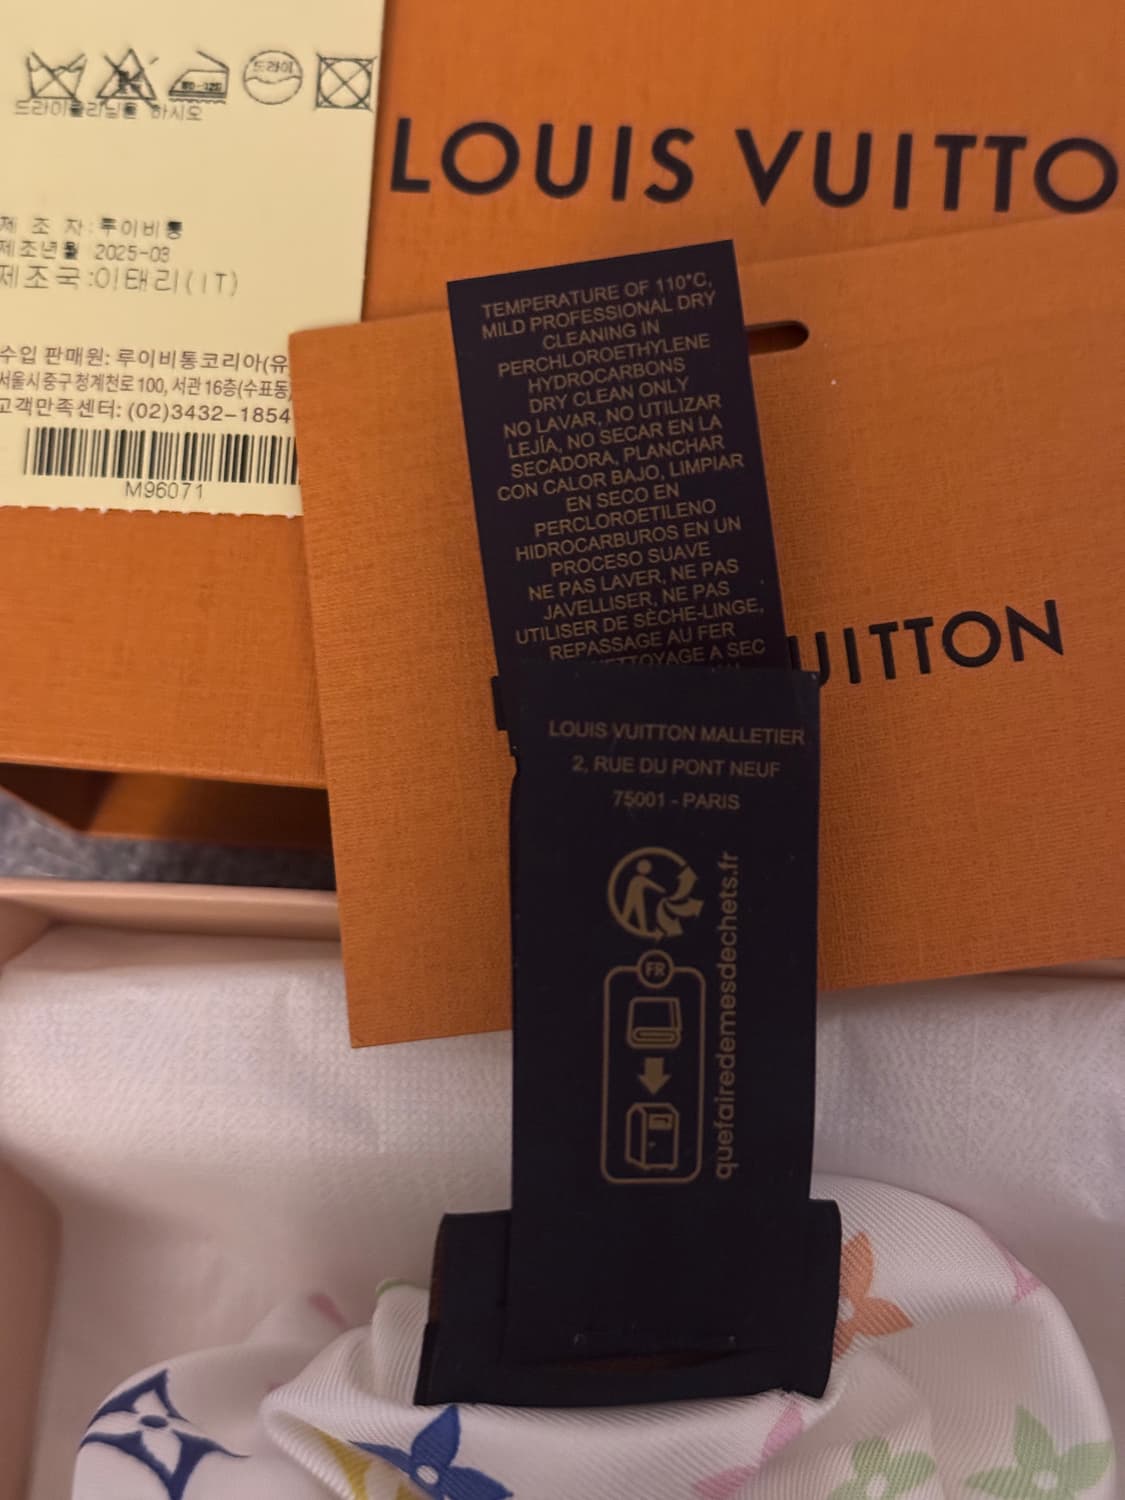 드라이
드라이클리닝을 하시오
제 조 자:루이비통
제조년월 2025-03
제조국:이태리(IT)
수입 판매원: 루이비통코리아(유
서울시중구청계천로 100, 서관 16층(수표동)
고객만족센터: (02)3432-1854
M96071
LOUIS VUITTO
UITTON
TEMPERATURE OF 110°C,
MILD PROFESSIONAL DRY
CLEANING IN
PERCHLOROETHYLENE
HYDROCARBONS
DRY CLEAN ONLY
NO LAVAR, NO UTILIZAR
LEJÍA, NO SECAR EN LA
SECADORA, PLANCHAR
CON CALOR BAJO, LIMPIAR
EN SECO EN
PERCLOROETILENO
HIDROCARBUROS EN UN
PROCESO SUAVE
NE PAS LAVER, NE PAS
JAVELLISER, NE PAS
UTILISER DE SÈCHE-LINGE,
REPASSAGE AU FER
NETTOYAGE A SEC
LOUIS VUITTON MALLETIER
2, RUE DU PONT NEUF
75001 - PARIS
FR
quefairedemesdechets.fr